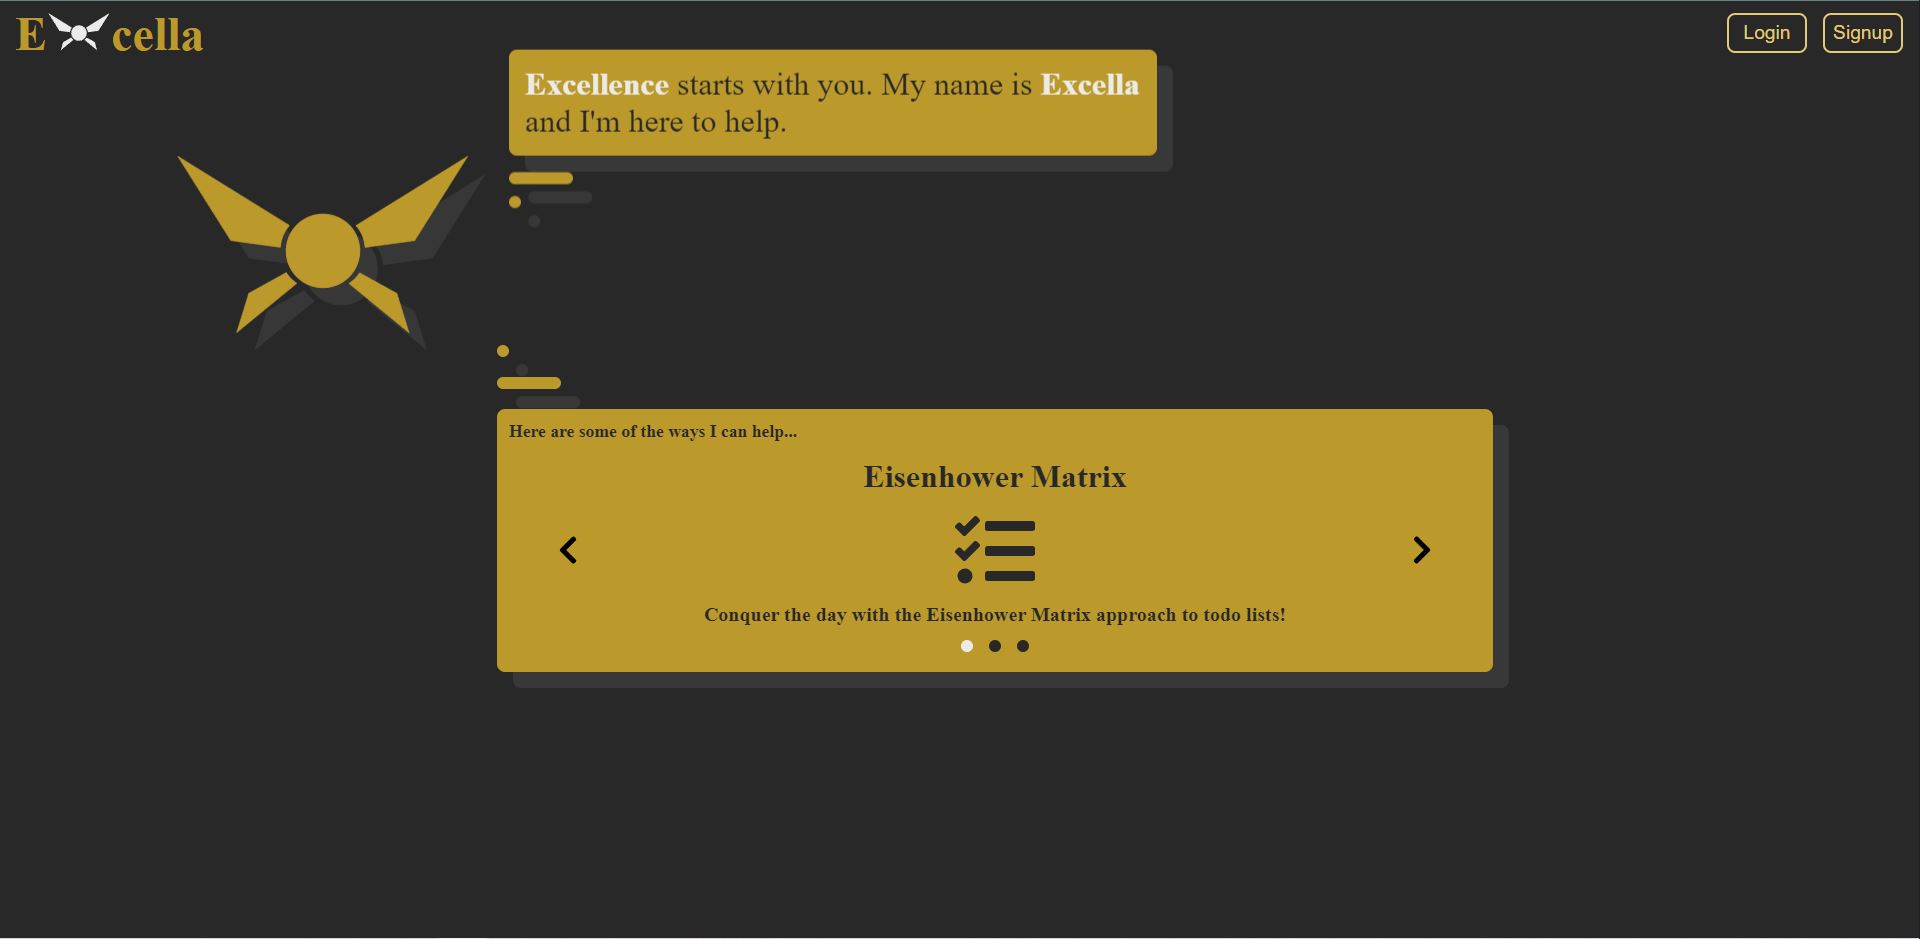 E cella
Login
Signup
Excellence starts with you. My name is Excella
and I'm here to help.
Here are some of the ways I can help...
Eisenhower Matrix
Conquer the day with the Eisenhower Matrix approach to todo lists!